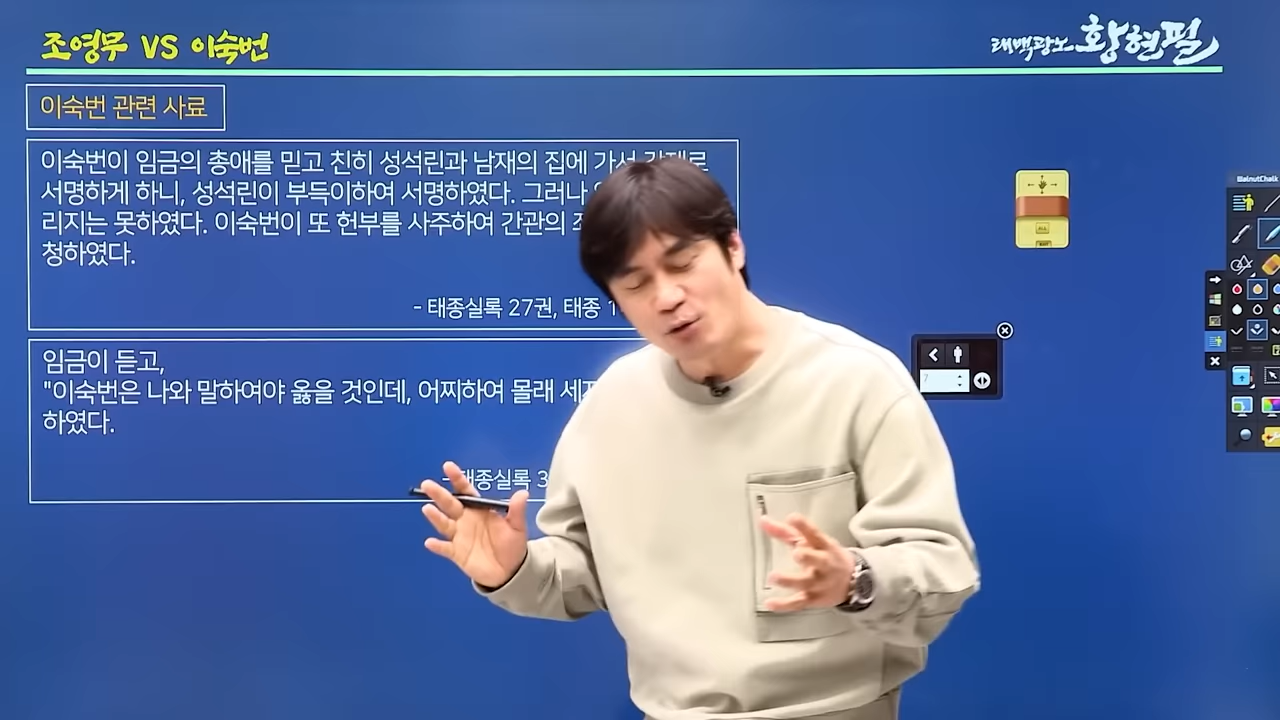 조영무 VS 이숙번
태백광노 황현필
이숙번 관련 사료
이숙번이 임금의 총애를 믿고 친히 성석린과 남재의 집에 가서 강제로
서명하게 하니, 성석린이 부득이하여 서명하였다. 그러나
리지는 못하였다. 이숙번이 또 헌부를 사주하여 간관의
청하였다.
- 태종실록 27권, 태종 1
임금이 듣고,
"이숙번은 나와 말하여야 옳을 것인데, 어찌하여 몰래
하였다.
- 태종실록 3
WalnutChalk
ALL
7